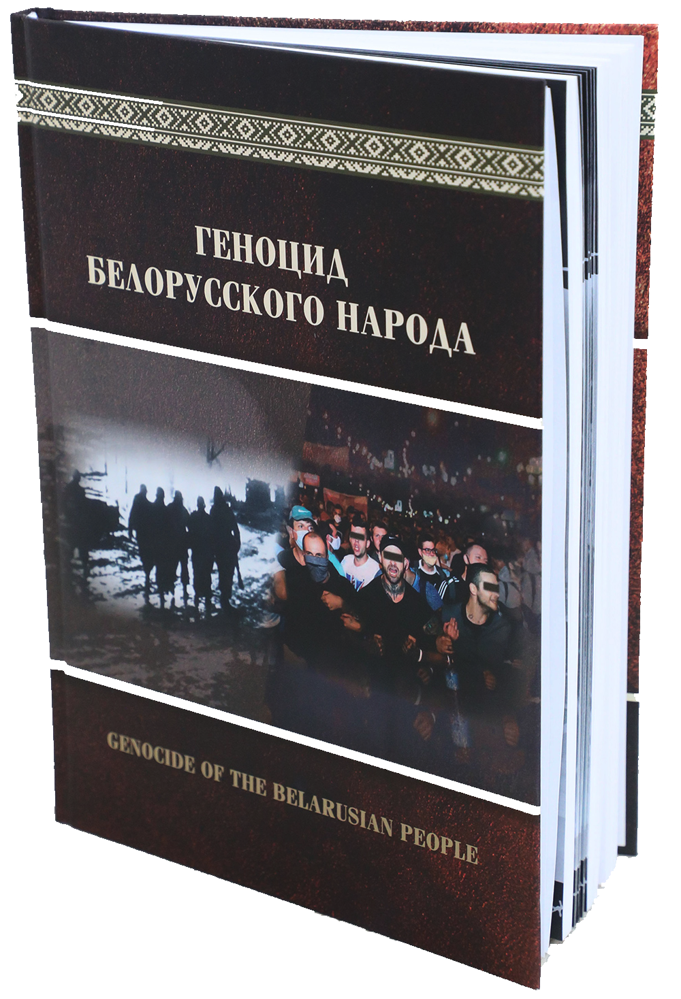 ГЕНОЦИД
БЕЛОРУССКОГО НАРОДА
GENOCIDE OF THE BELARUSIAN PEOPLE